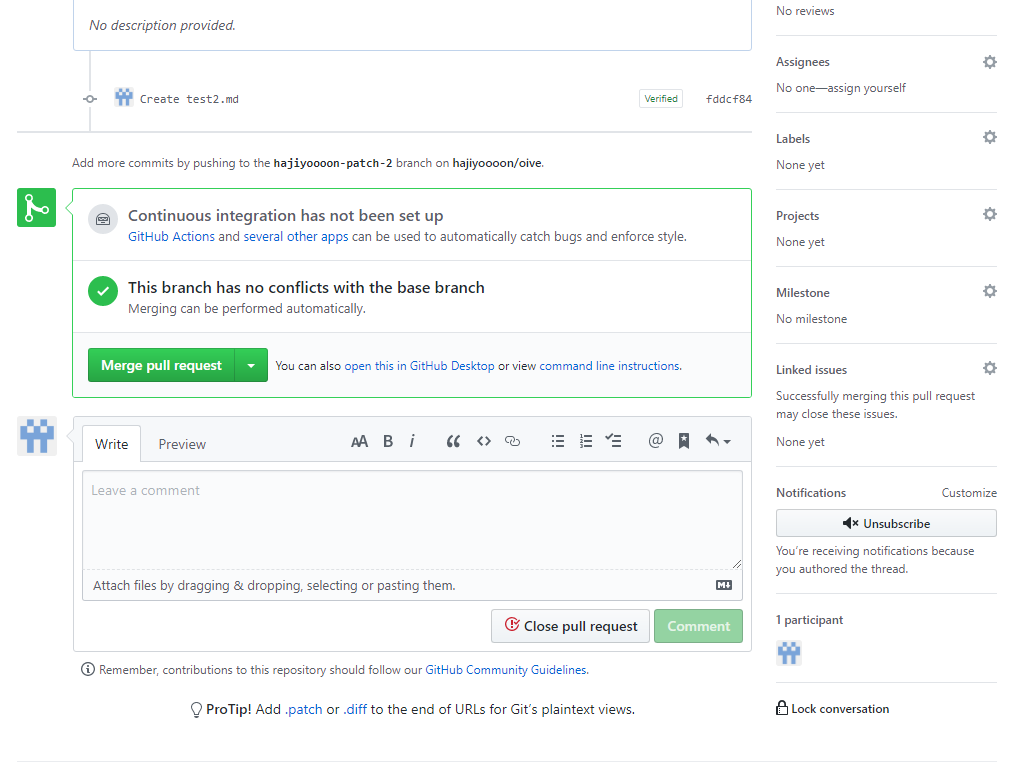 No description provided.
Create test2.md
Verified
fddcf84
Add more commits by pushing to the hajiyoooon-patch-2 branch on hajiyoooon/oive.
Continuous integration has not been set up
GitHub Actions and several other apps can be used to automatically catch bugs and enforce style.
This branch has no conflicts with the base branch
Merging can be performed automatically.
Merge pull request
You can also open this in GitHub Desktop or view command line instructions.
Write
Preview
AA B i
Leave a comment
Attach files by dragging & dropping, selecting or pasting them.
Close pull request
Comment
Remember, contributions to this repository should follow our GitHub Community Guidelines.
ProTip! Add .patch or .diff to the end of URLs for Git's plaintext views.
No reviews
Assignees
No one—assign yourself
Labels
None yet
Projects
None yet
Milestone
No milestone
Linked issues
Successfully merging this pull request
may close these issues.
None yet
Notifications
Customize
Unsubscribe
You're receiving notifications because
you authored the thread.
1 participant
Lock conversation